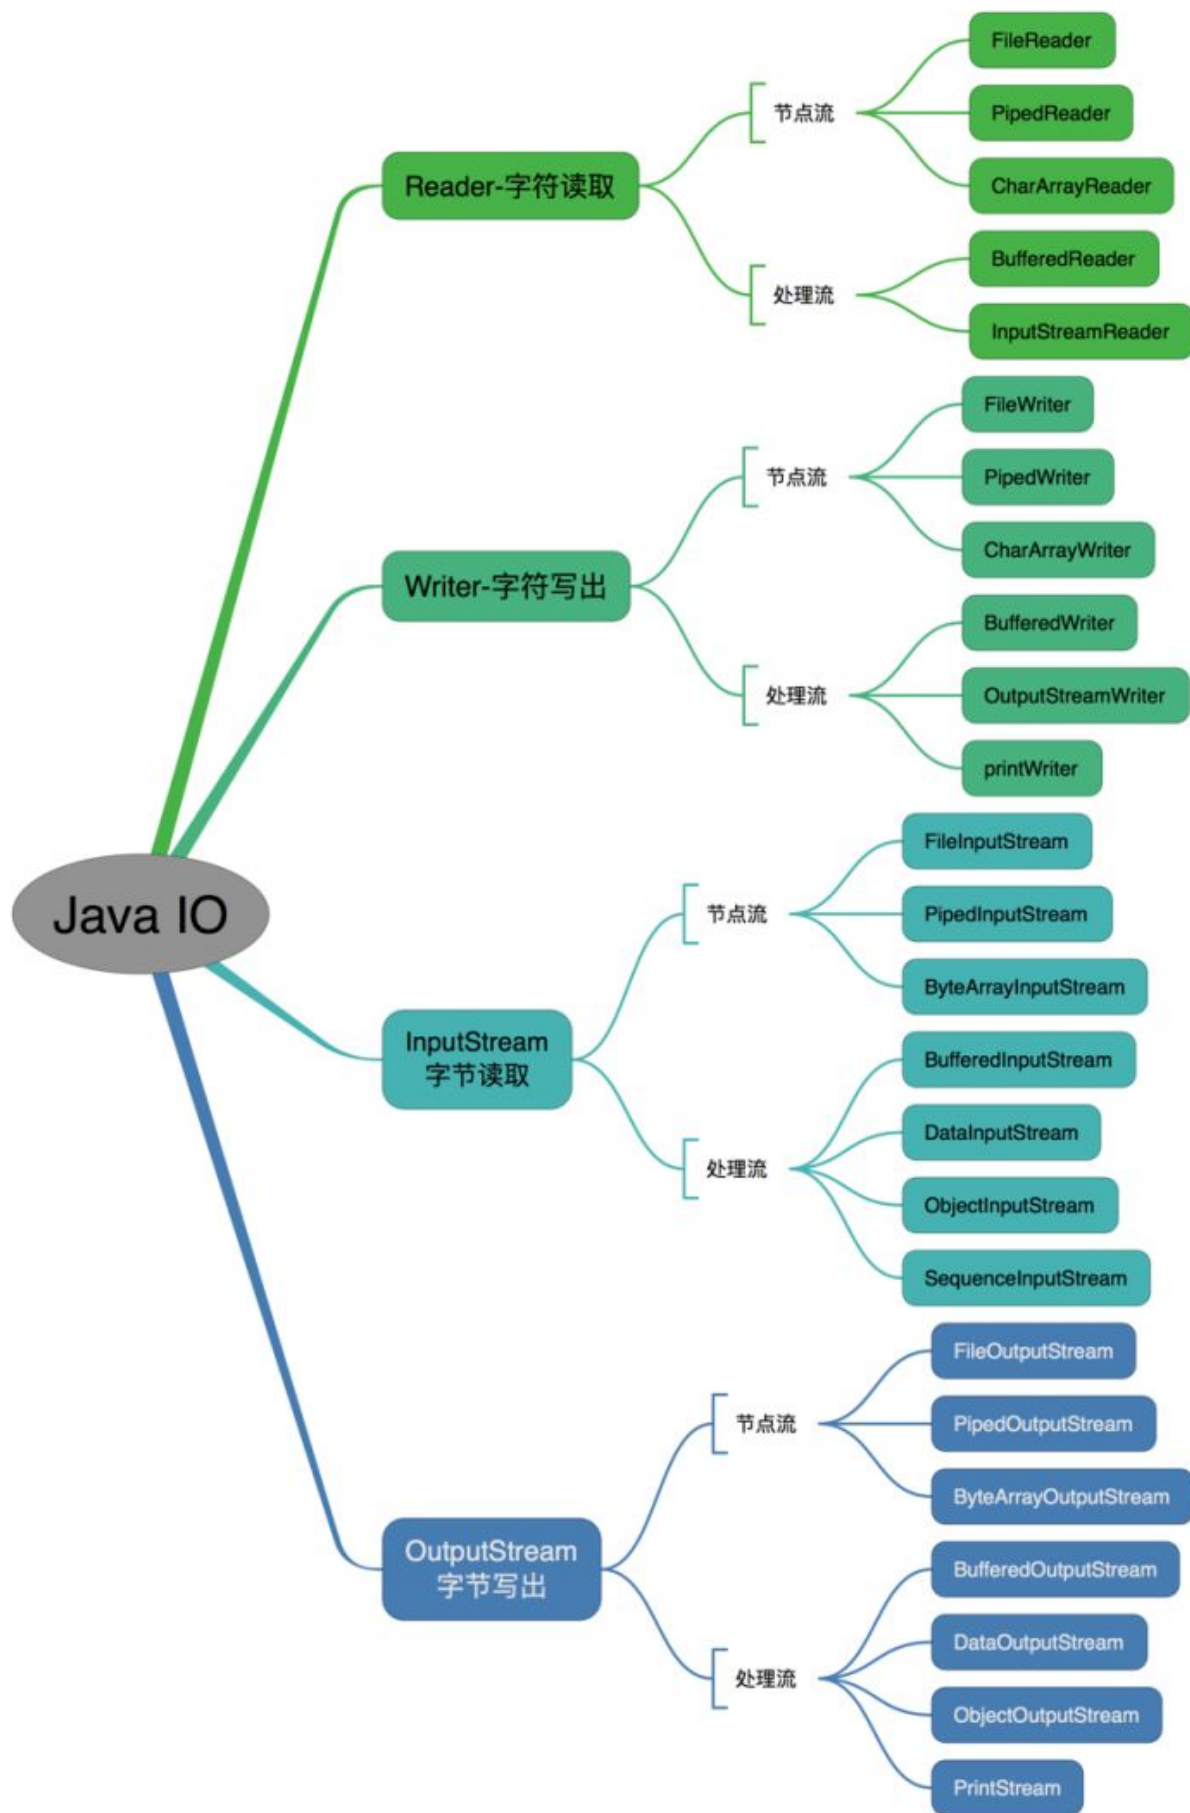 Java IO
Reader-字符读取
节点流
FileReader
PipedReader
CharArrayReader
处理流
BufferedReader
InputStreamReader
Writer-字符写出
节点流
FileWriter
PipedWriter
CharArrayWriter
处理流
BufferedWriter
OutputStreamWriter
printWriter
InputStream
字节读取
节点流
FileInputStream
PipedInputStream
ByteArrayInputStream
处理流
BufferedInputStream
DataInputStream
ObjectInputStream
SequenceInputStream
OutputStream
字节写出
节点流
FileOutputStream
PipedOutputStream
ByteArrayOutputStream
处理流
BufferedOutputStream
DataOutputStream
ObjectOutputStream
PrintStream